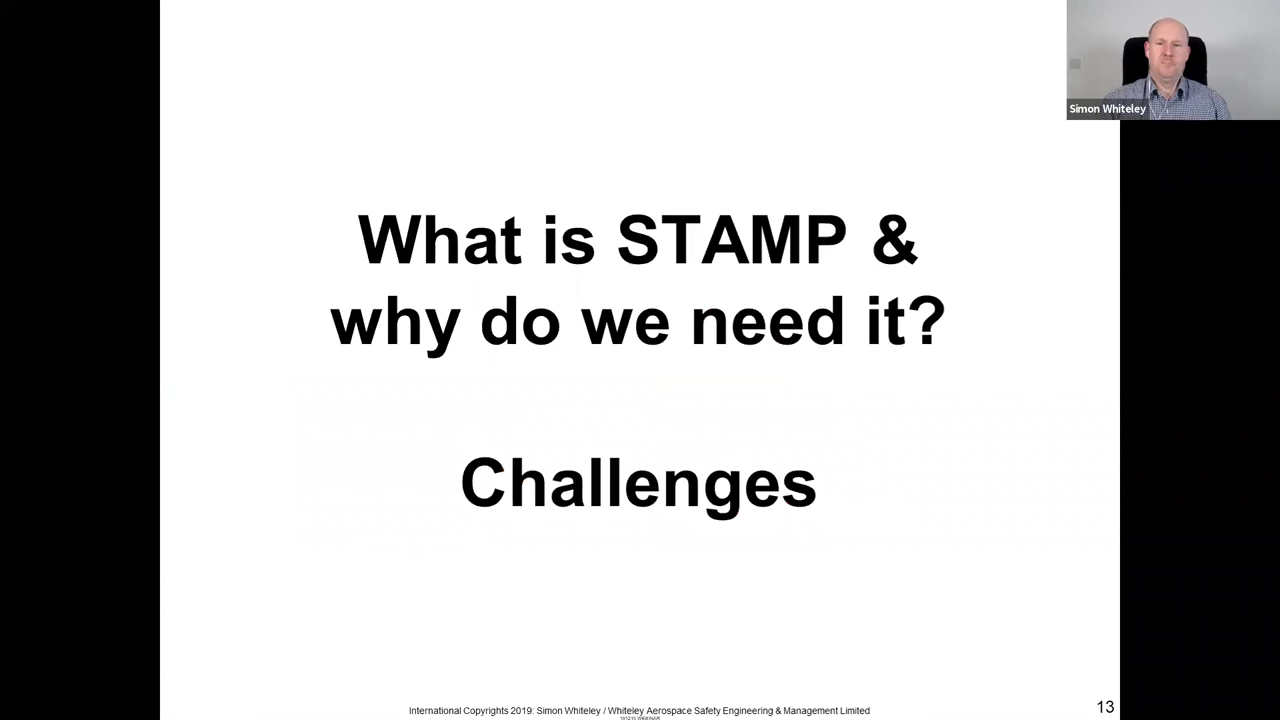 Simon Whiteley
What is STAMP &
why do we need it?
Challenges
International Copyrights 2019: Simon Whiteley / Whiteley Aerospace Safety Engineering & Management Limited
13